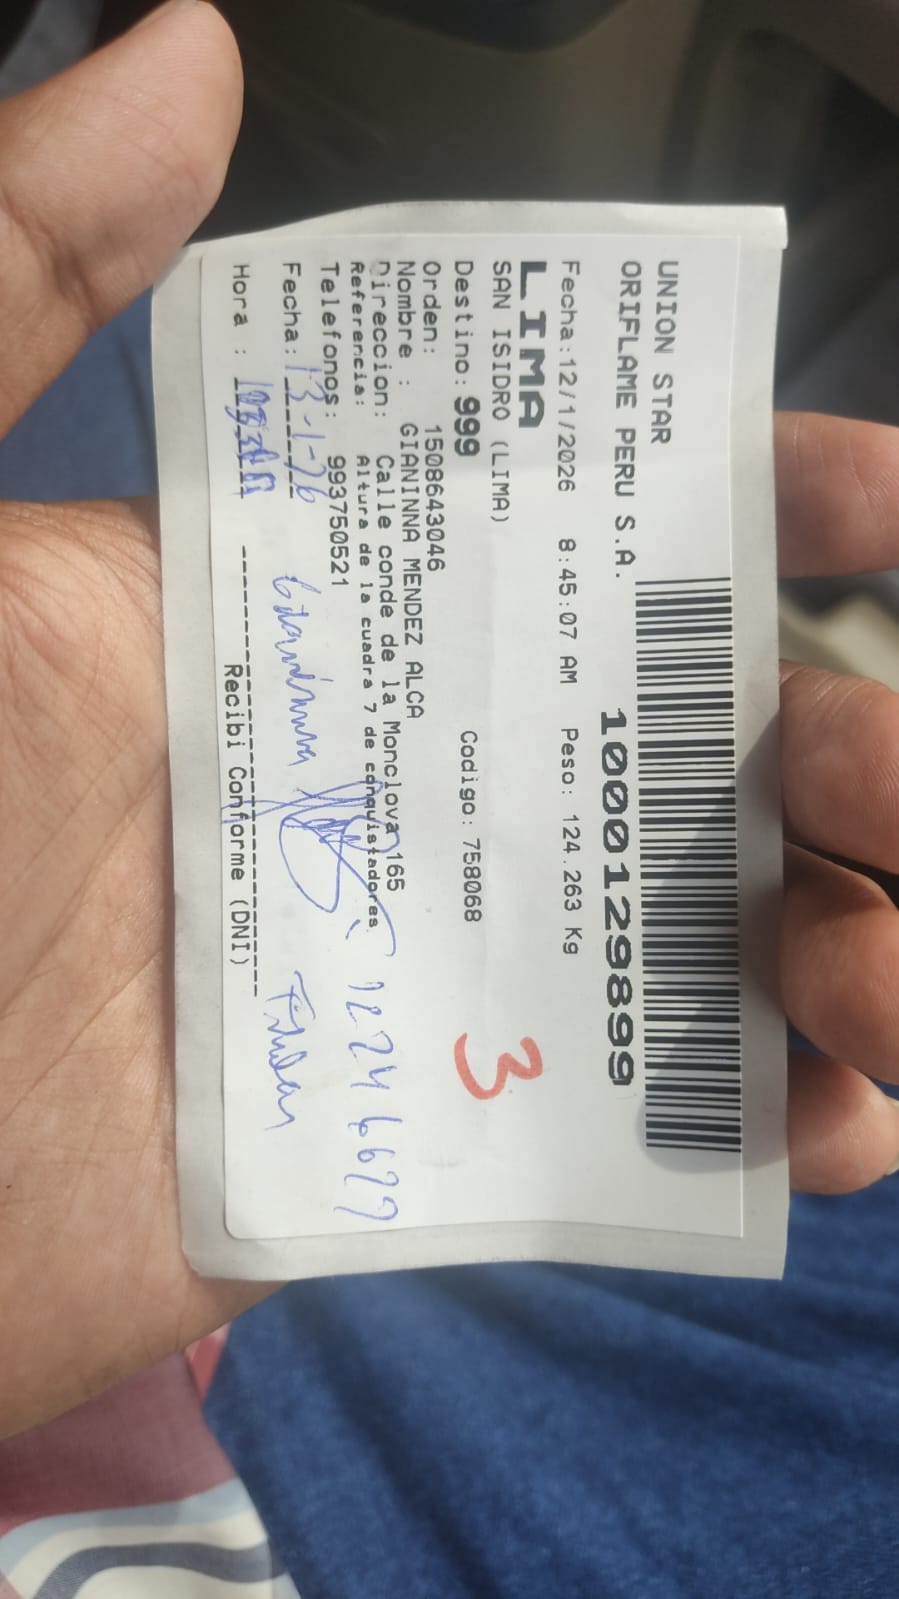 UNION STAR
ORIFLAME PERU S.A.
10001298999
Fecha:12/1/2026 8:45:07 AM Peso: 124.263 Kg
LIMA
SAN ISIDRO (LIMA)
3
Destino: 999 Codigo: 758068
Orden: 1508643046
Nombre : GIANINNA MENDEZ ALCA
Direccion: Calle conde de la Monclova 165
Referencia: Altura de la cuadra 7 de conquistadores.
Telefonos: 993750521
Fecha: 13-1-26
Hora :
Recibi Conforme (DNI)